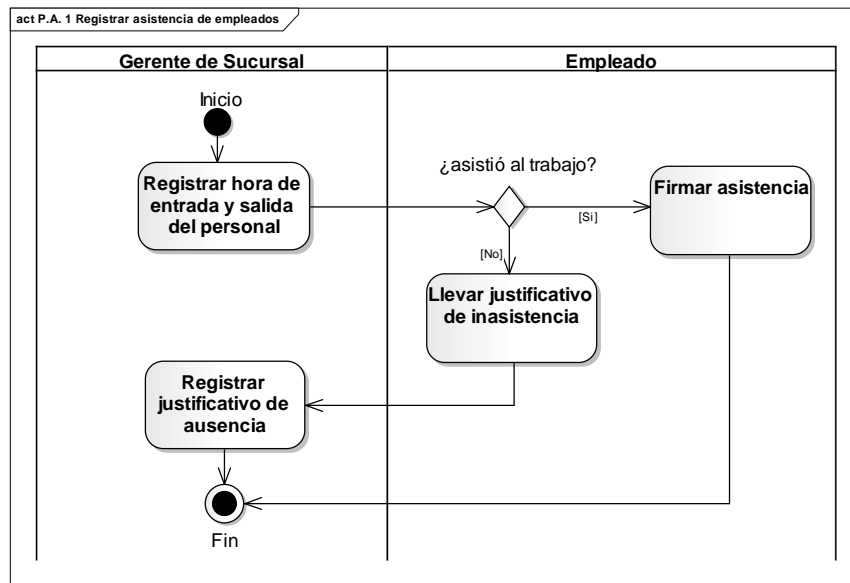 act P.A. 1 Registrar asistencia de empleados
Gerente de Sucursal
Empleado
Inicio
¿asistió al trabajo?
Registrar hora de
entrada y salida
del personal
Firmar asistencia
[Si]
[No]
Llevar justificativo
de inasistencia
Registrar
justificativo de
ausencia
Fin